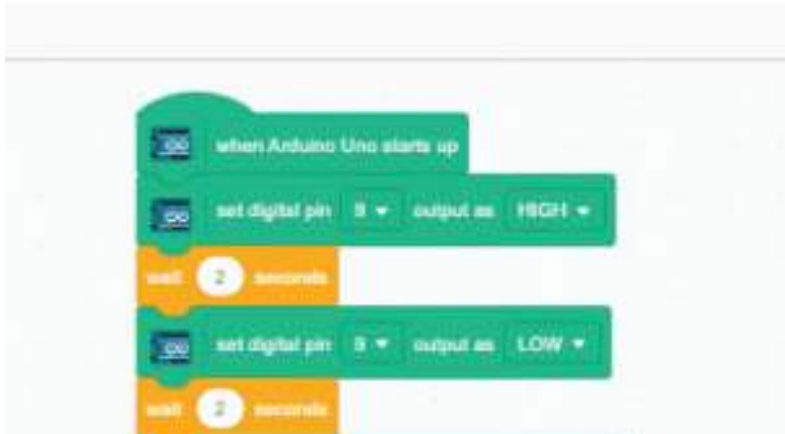 when Arduino Uno starts up
set digital pin 9 output as HIGH
wait 2 seconds
set digital pin 9 output as LOW
wait 2 seconds